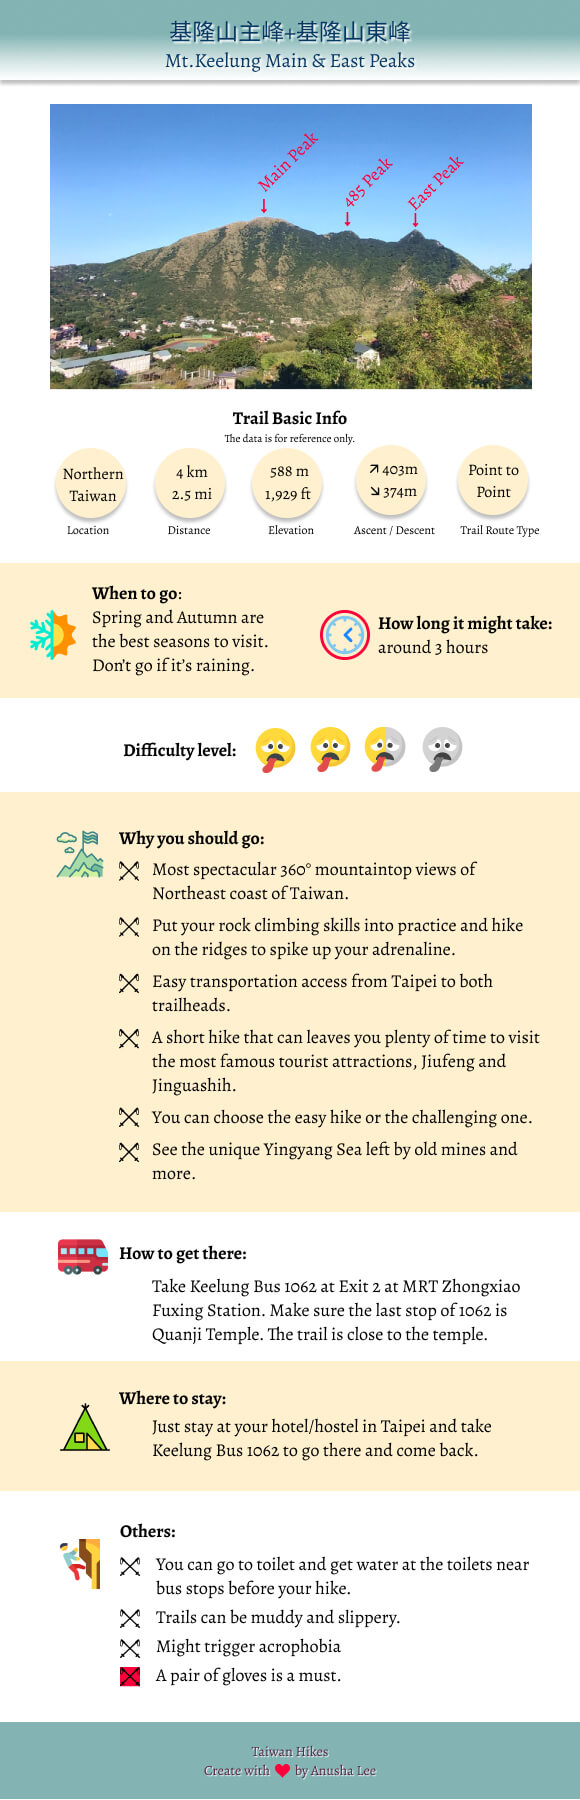 基隆山主峰+基隆山東峰
Mt.Keelung Main & East Peaks
Main Peak
485 Peak
East Peak
Trail Basic Info
The data is for reference only.
Northern
Taiwan
Location
4 km
2.5 mi
Distance
588 m
1,929 ft
Elevation
↗ 403m
↘ 374m
Ascent / Descent
Point to
Point
Trail Route Type
When to go:
Spring and Autumn are
the best seasons to visit.
Don't go if it's raining.
How long it might take:
around 3 hours
Difficulty level:
Why you should go:
Most spectacular 360° mountaintop views of
Northeast coast of Taiwan.
Put your rock climbing skills into practice and hike
on the ridges to spike up your adrenaline.
Easy transportation access from Taipei to both
trailheads.
A short hike that can leaves you plenty of time to visit
the most famous tourist attractions, Jiufeng and
Jinguashih.
You can choose the easy hike or the challenging one.
See the unique Yingyang Sea left by old mines and
more.
How to get there:
Take Keelung Bus 1062 at Exit 2 at MRT Zhongxiao
Fuxing Station. Make sure the last stop of 1062 is
Quanji Temple. The trail is close to the temple.
Where to stay:
Just stay at your hotel/hostel in Taipei and take
Keelung Bus 1062 to go there and come back.
Others:
You can go to toilet and get water at the toilets near
bus stops before your hike.
Trails can be muddy and slippery.
Might trigger acrophobia
A pair of gloves is a must.
Taiwan Hikes
Create with ❤ by Anusha Lee